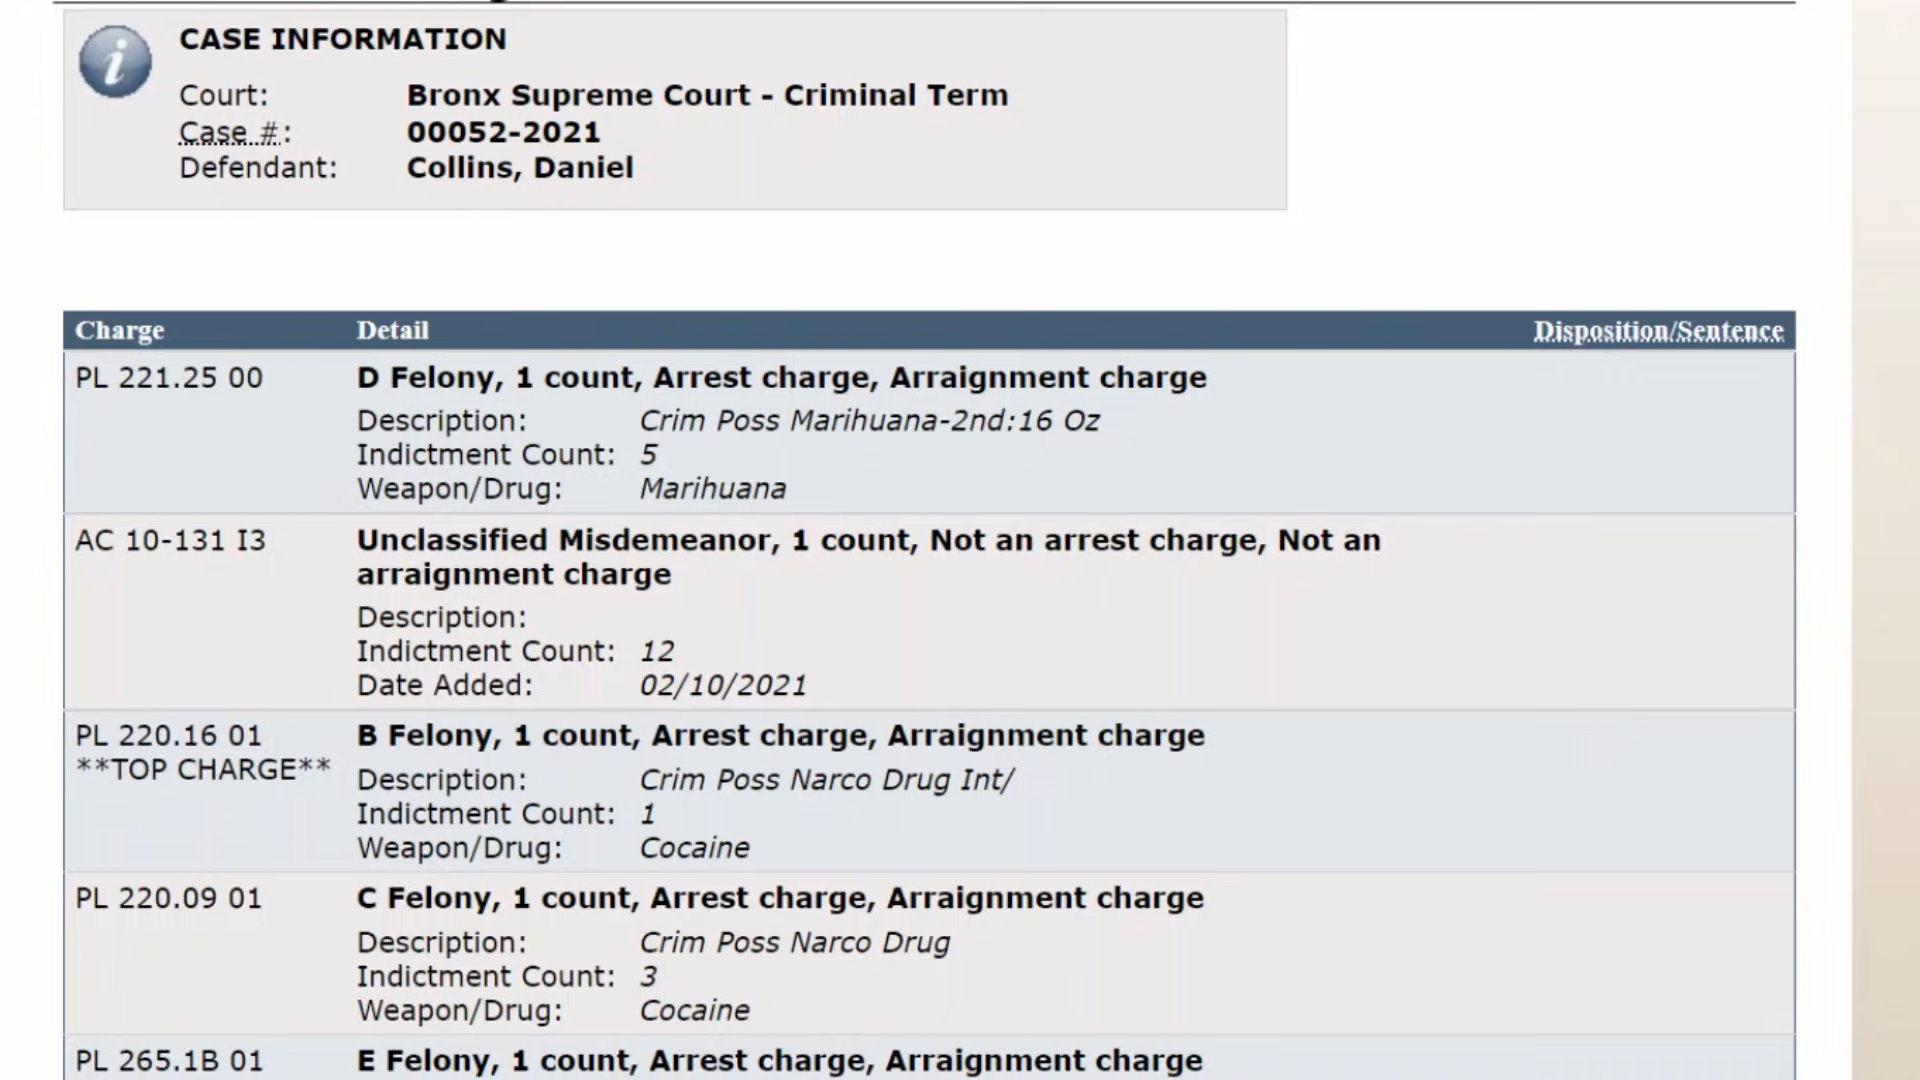 CASE INFORMATION
Court: Bronx Supreme Court - Criminal Term
Case #: 00052-2021
Defendant: Collins, Daniel
Charge Detail Disposition/Sentence
PL 221.25 00 D Felony, 1 count, Arrest charge, Arraignment charge
Description: Crim Poss Marihuana-2nd:16 Oz
Indictment Count: 5
Weapon/Drug: Marihuana
AC 10-131 I3 Unclassified Misdemeanor, 1 count, Not an arrest charge, Not an
arraignment charge
Description:
Indictment Count: 12
Date Added: 02/10/2021
PL 220.16 01 B Felony, 1 count, Arrest charge, Arraignment charge
**TOP CHARGE**
Description: Crim Poss Narco Drug Int/
Indictment Count: 1
Weapon/Drug: Cocaine
PL 220.09 01 C Felony, 1 count, Arrest charge, Arraignment charge
Description: Crim Poss Narco Drug
Indictment Count: 3
Weapon/Drug: Cocaine
PL 265.1B 01 E Felony, 1 count, Arrest charge, Arraignment charge